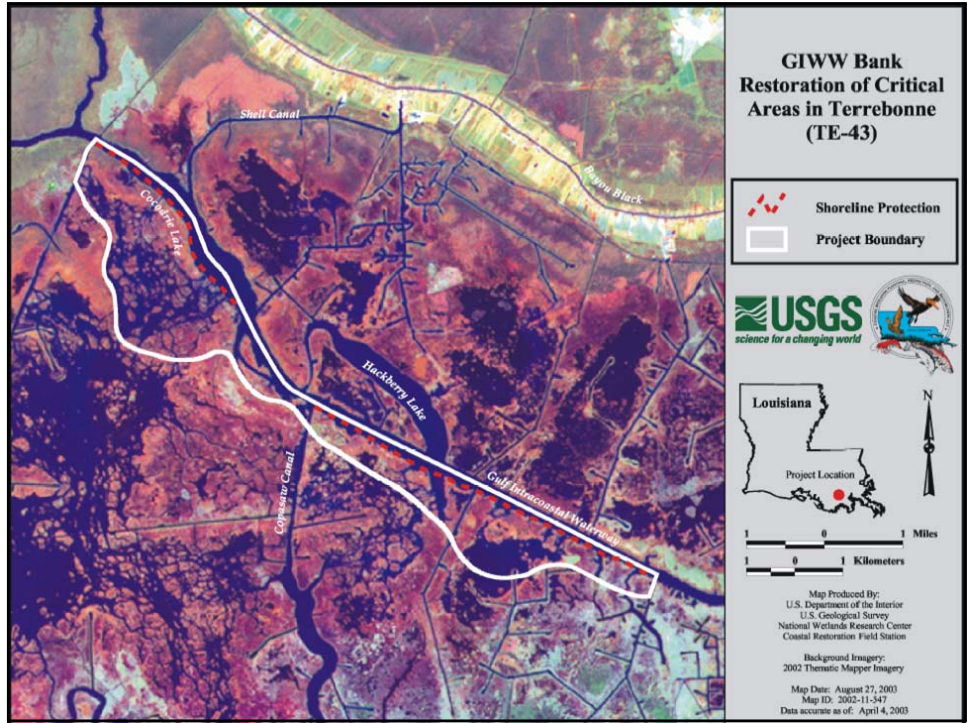 GIWW Bank
Restoration of Critical
Areas in Terrebonne
(TE-43)
Shoreline Protection
Project Boundary
USGS
science for a changing world
Louisiana
N
Project Location
1 0 1 Miles
1 0 1 Kilometers
Map Produced By:
U.S. Department of the Interior
U.S. Geological Survey
National Wetlands Research Center
Coastal Restoration Field Station
Background Imagery:
2002 Thematic Mapper Imagery
Map Date: August 27, 2003
Map ID: 2002-11-547
Data accurate as of: April 4, 2003
Shell Canal
Bayou Black
Cocodrie Lake
Hackberry Lake
Copasaw Canal
Gulf Intracoastal Waterway